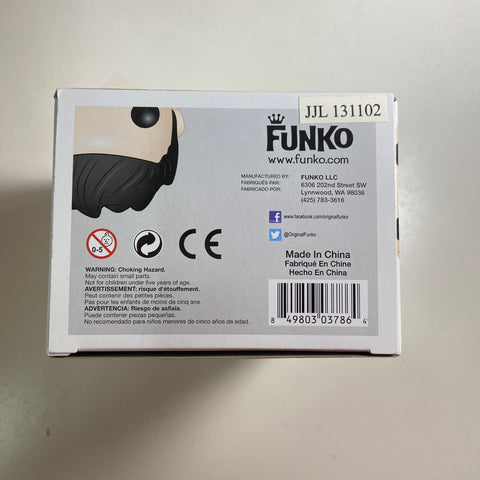 JJL 131102
FUNKO
www.funko.com
MANUFACTURED BY: FUNKO LLC
FABRIQUÉS PAR: 6306 202nd Street SW
FABRICADO POR: Lynnwood, WA 98036
(425) 783-3616
www.facebook.com/originalfunko
@OriginalFunko
0-5
CE
Made In China
Fabriqué En Chine
Hecho En China
WARNING: Choking Hazard.
May contain small parts.
Not for children under five years of age.
AVERTISSEMENT: risque d'étouffement.
Peut contenir des petites pièces.
Pas pour les enfants de moins de cinq ans.
ADVERTENCIA: Riesgo de asfixia.
Puede contener piezas pequeñas.
No recomendado para niños menores de cinco años de edad.
8 49803 03786 4